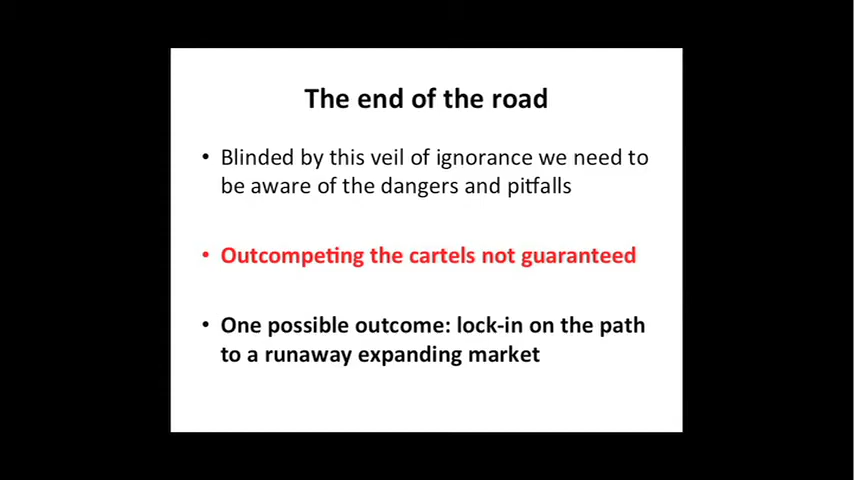 The end of the road
• Blinded by this veil of ignorance we need to
be aware of the dangers and pitfalls
• Outcompeting the cartels not guaranteed
• One possible outcome: lock-in on the path
to a runaway expanding market